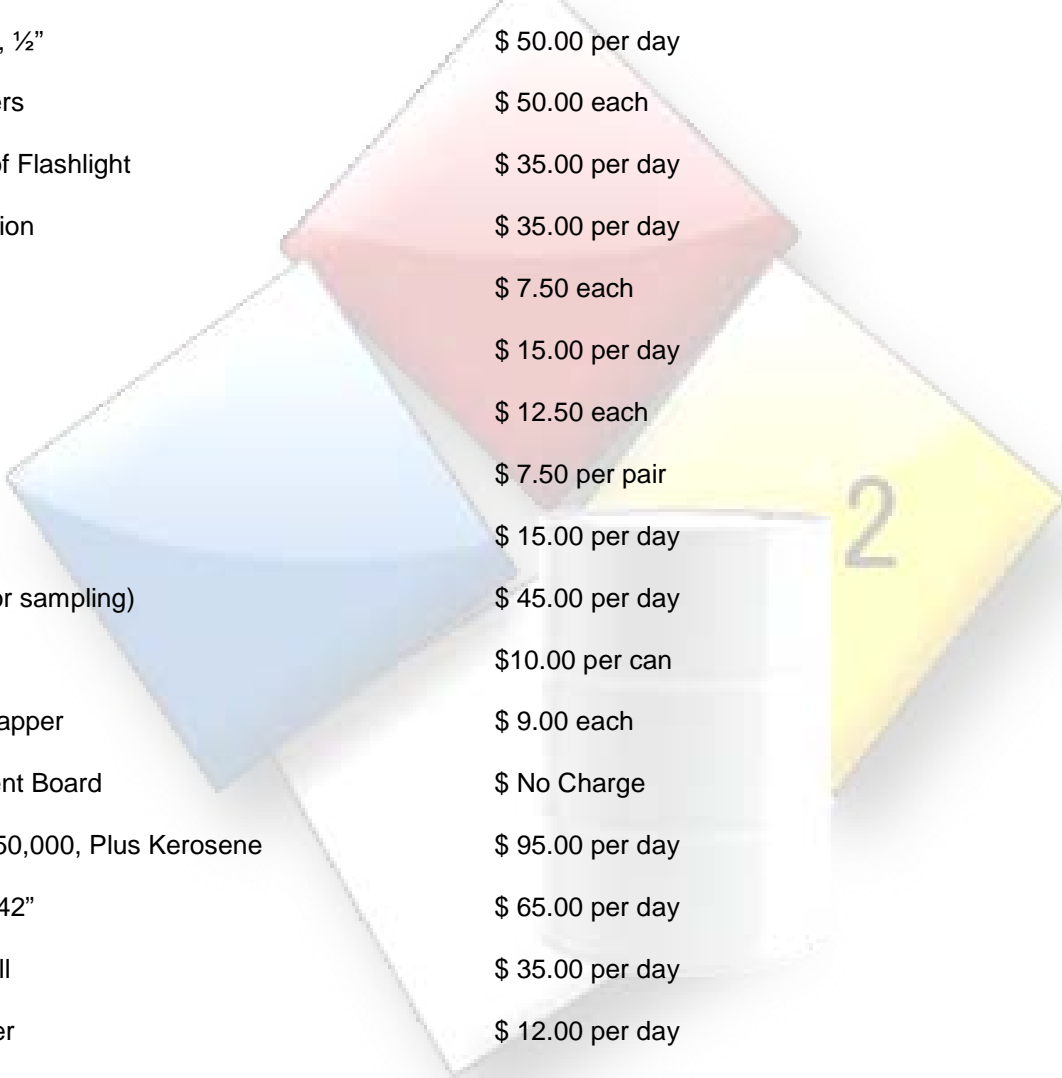 , ½” $ 50.00 per day
ers $ 50.00 each
of Flashlight $ 35.00 per day
tion $ 35.00 per day
$ 7.50 each
$ 15.00 per day
$ 12.50 each
$ 7.50 per pair
$ 15.00 per day
or sampling) $ 45.00 per day
$10.00 per can
apper $ 9.00 each
ent Board $ No Charge
50,000, Plus Kerosene $ 95.00 per day
42” $ 65.00 per day
ll $ 35.00 per day
er $ 12.00 per day
2